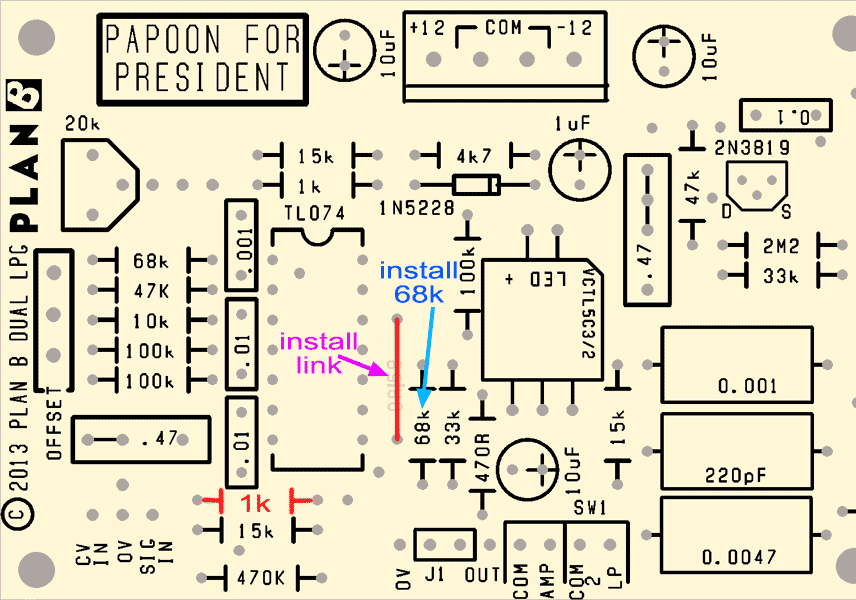 PAPOON FOR
PRESIDENT
10uF
+12 COM -12
10uF
PLAN B
20k
15k
1k
TL074
1uF
4k7
1N5228
0.1
2N3819
D S
47k
.47
2M2
33k
.001
68k
47K
10k
100k
100k
.01
.01
OFFSET
.47
© 2013 PLAN B DUAL LPG
install
68k
install
link
100k
+ LED
VCTL5C3/2
68k
33k
470R
10uF
15k
0.001
220pF
0.0047
1k
15k
470K
CV IN
0V
SIG IN
0V
J1
OUT
SW1
COM
AMP
COM 2
LP